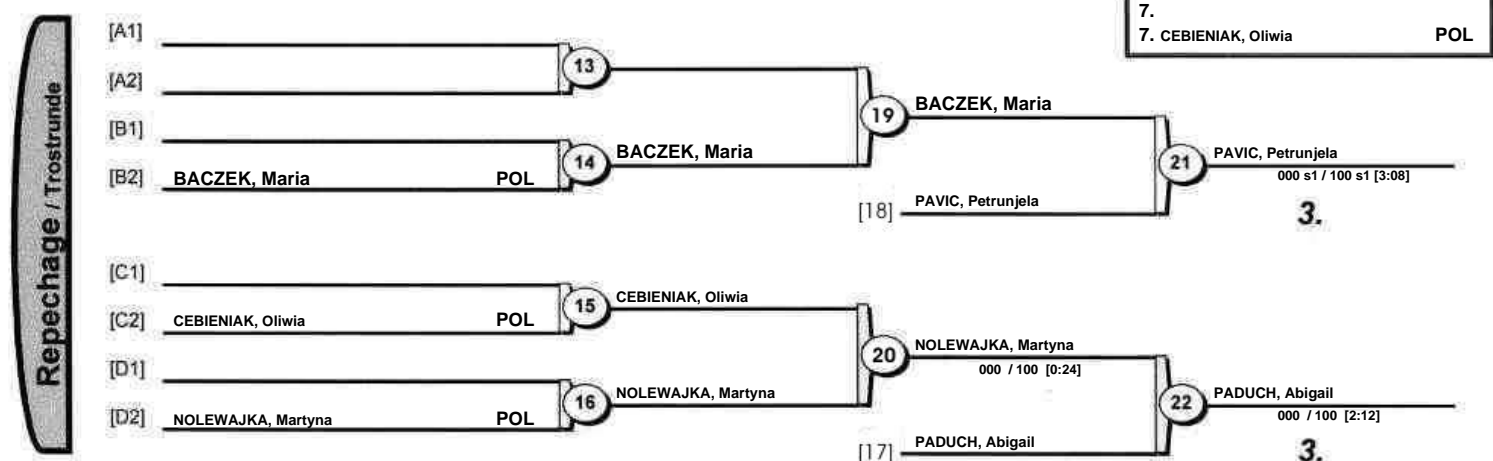 7.
7. CEBIENIAK, Oliwia POL
Repechage / Trostrunde
[A1]
[A2]
13
[B1]
[B2] BACZEK, Maria POL
14
BACZEK, Maria
19
BACZEK, Maria
[18] PAVIC, Petrunjela
21
PAVIC, Petrunjela
000 s1 / 100 s1 [3:08]
3.
[C1]
[C2] CEBIENIAK, Oliwia POL
15
CEBIENIAK, Oliwia
[D1]
[D2] NOLEWAJKA, Martyna POL
16
NOLEWAJKA, Martyna
20
NOLEWAJKA, Martyna
000 / 100 [0:24]
[17] PADUCH, Abigail
22
PADUCH, Abigail
000 / 100 [2:12]
3.